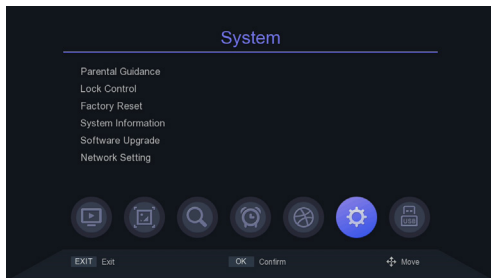 System
Parental Guidance
Lock Control
Factory Reset
System Information
Software Upgrade
Network Setting
USB
EXIT Exit OK Confirm Move